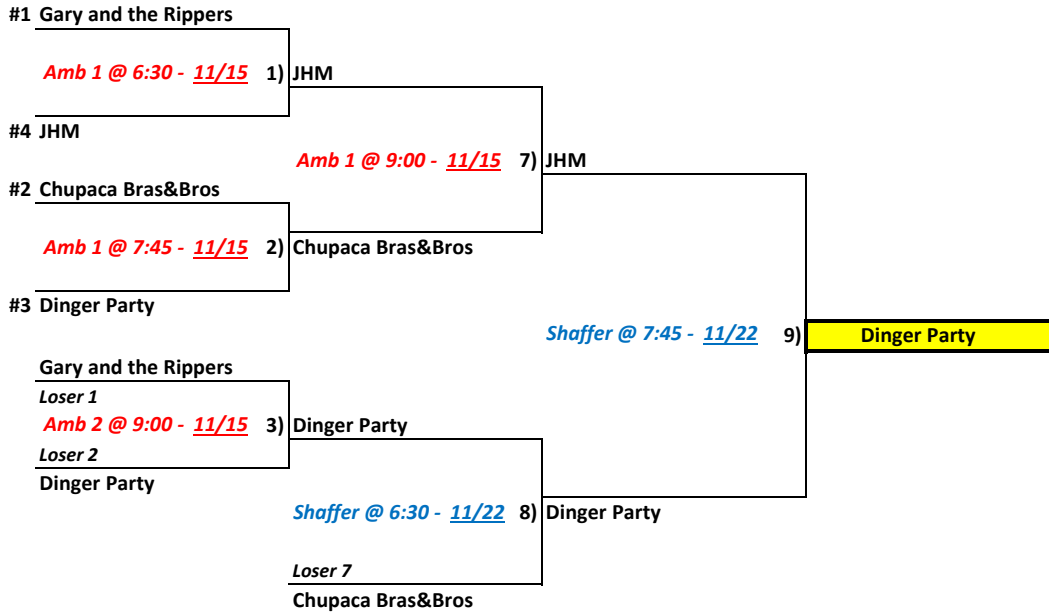 #1 Gary and the Rippers
Amb 1 @ 6:30 - 11/15 1) JHM
#4 JHM
Amb 1 @ 9:00 - 11/15 7) JHM
#2 Chupaca Bras&Bros
Amb 1 @ 7:45 - 11/15 2) Chupaca Bras&Bros
#3 Dinger Party
Shaffer @ 7:45 - 11/22 9) Dinger Party
Gary and the Rippers
Loser 1
Amb 2 @ 9:00 - 11/15 3) Dinger Party
Loser 2
Dinger Party
Shaffer @ 6:30 - 11/22 8) Dinger Party
Loser 7
Chupaca Bras&Bros